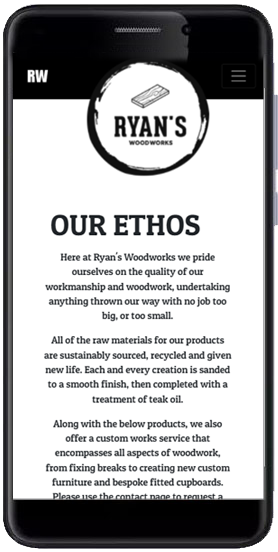 RW
RYAN'S
WOODWORKS
OUR ETHOS
Here at Ryan's Woodworks we pride
ourselves on the quality of our
workmanship and woodwork, undertaking
anything thrown our way with no job too
big, or too small.
All of the raw materials for our products
are sustainably sourced, recycled and given
new life. Each and every creation is sanded
to a smooth finish, then completed with a
treatment of teak oil.
Along with the below products, we also
offer a custom works service that
encompasses all aspects of woodwork,
from fixing breaks to creating new custom
furniture and bespoke fitted cupboards.
Please use the contact page to request a